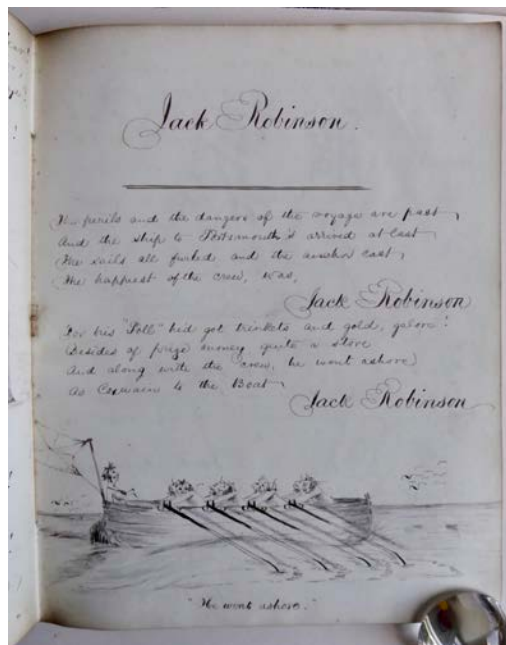 Jack Robinson.
The perils and the dangers of the voyage are past,
And the ship to Portsmouth's arrived at last,
The sails all furled and the anchor cast,
The happiest of the crew, was,
Jack Robinson
For his "Poll" he'd got trinkets and gold, galore!
Besides of prize money quite a store
And along with the crew, he went ashore,
As Coxwain to the Boat,
Jack Robinson
"He went ashore."